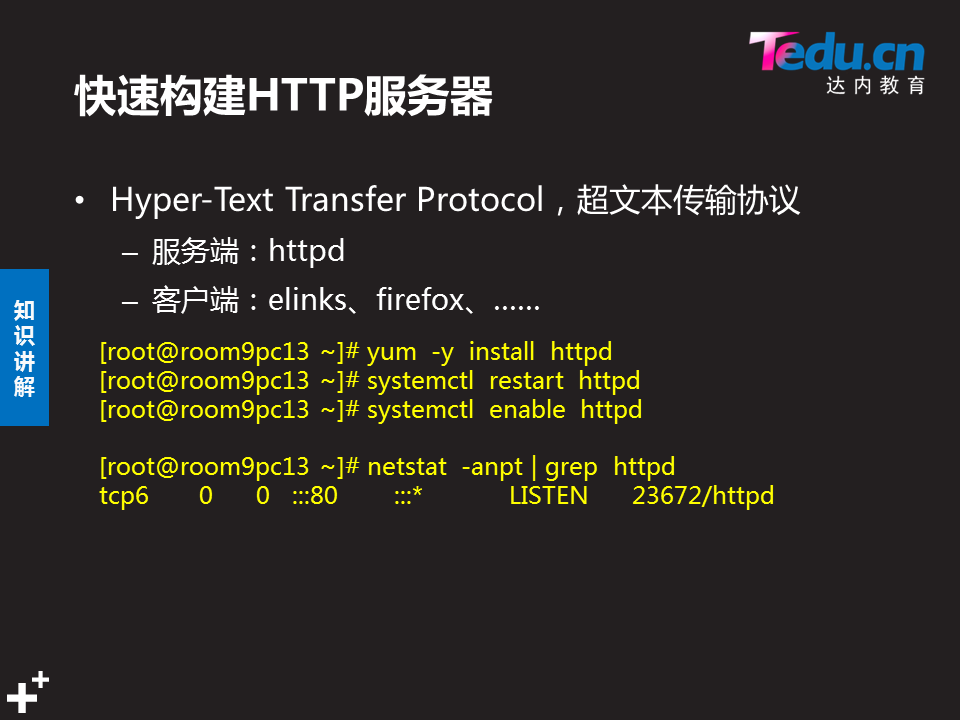 Tedu.cn
达内教育
快速构建HTTP服务器
• Hyper-Text Transfer Protocol，超文本传输协议
– 服务端：httpd
– 客户端：elinks、firefox、……
知识讲解
[root@room9pc13 ~]# yum -y install httpd
[root@room9pc13 ~]# systemctl restart httpd
[root@room9pc13 ~]# systemctl enable httpd
[root@room9pc13 ~]# netstat -anpt | grep httpd
tcp6 0 0 :::80 :::* LISTEN 23672/httpd